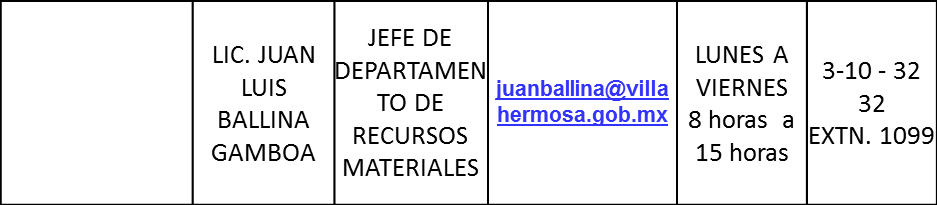 LIC. JUAN
LUIS
BALLINA
GAMBOA
JEFE DE
DEPARTAMEN
TO DE
RECURSOS
MATERIALES
juanballina@villa
hermosa.gob.mx
LUNES A
VIERNES
8 horas a
15 horas
3-10 - 32
32
EXTN. 1099